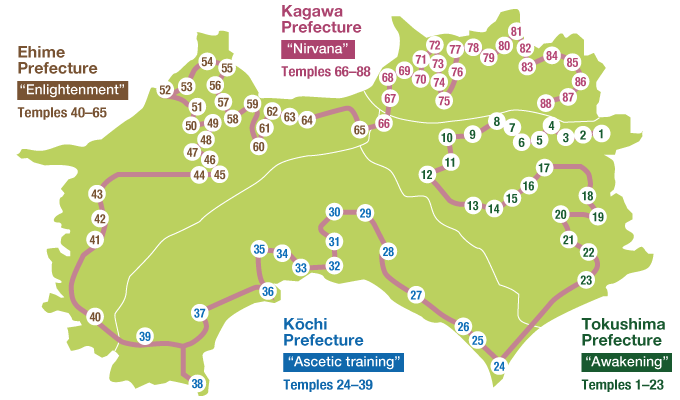 Kagawa
Prefecture
“Nirvana”
Temples 66–88
Ehime
Prefecture
“Enlightenment”
Temples 40–65
81
72 77 78 79 80 82 84
54 55 71 73 83 85
68 69 70 74 76 86
52 53 56 67 75 88 87
51 57 59
50 49 58 62 63 64 65 66
61 10 9 8 7 6 5 4 3 2 1
48 60
47 46 11
44 45 12 17
43 16 18
42 13 14 15
30 29 20 19
41 31 21
35 34 28 22
33 32 23
36 27
40 37 26
39 25
38 24
Kōchi
Prefecture
“Ascetic training”
Temples 24–39
Tokushima
Prefecture
“Awakening”
Temples 1–23